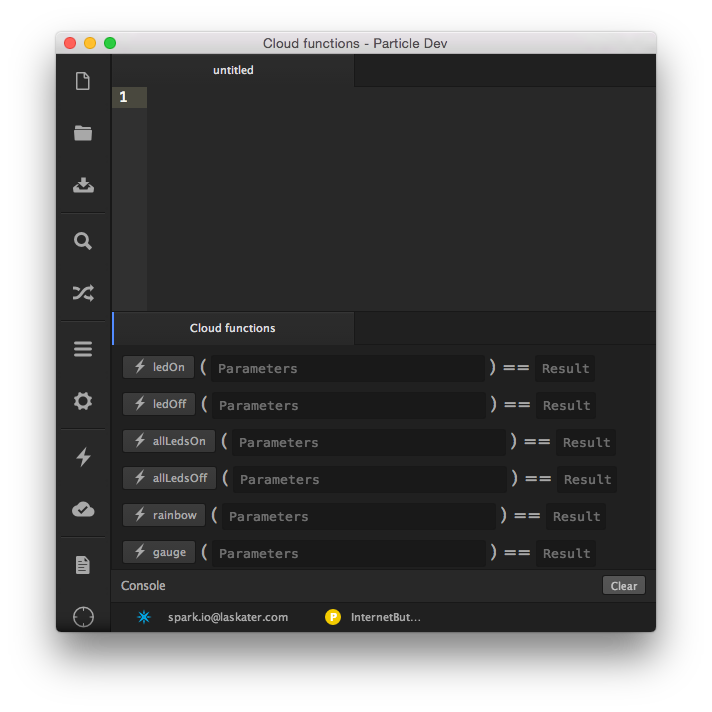 Cloud functions - Particle Dev
untitled
1
Cloud functions
ledOn ( Parameters ) == Result
ledOff ( Parameters ) == Result
allLedsOn ( Parameters ) == Result
allLedsOff ( Parameters ) == Result
rainbow ( Parameters ) == Result
gauge ( Parameters ) == Result
Console Clear
spark.io@laskater.com P InternetBut...